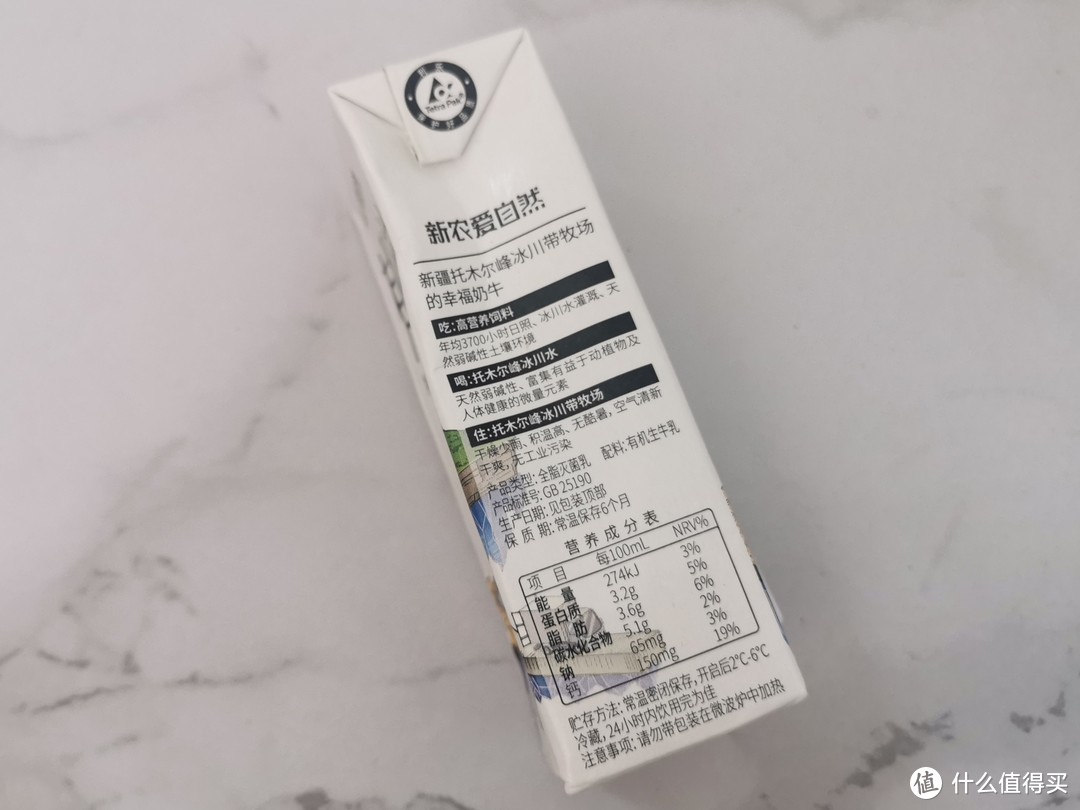 Tetra Pak®
保护好品质
新农爱自然
新疆托木尔峰冰川带牧场
的幸福奶牛
吃:高营养饲料
年均3700小时日照、冰川水灌溉、天
然弱碱性土壤环境
喝:托木尔峰冰川水
天然弱碱性、富集有益于动植物及
人体健康的微量元素
住:托木尔峰冰川带牧场
干燥少雨、积温高、无酷暑,空气清新
干爽,无工业污染
产品类型:全脂灭菌乳 配料:有机生牛乳
产品标准号:GB 25190
生产日期:见包装顶部
保质期:常温保存6个月
营养成分表
项目 每100mL NRV%
能量 274kJ 3%
蛋白质 3.2g 5%
脂肪 3.6g 6%
碳水化合物 5.1g 2%
钠 65mg 3%
钙 150mg 19%
贮存方法:常温密闭保存,开启后2℃-6℃
冷藏,24小时内饮用完为佳
注意事项:请勿带包装在微波炉中加热
值 什么值得买